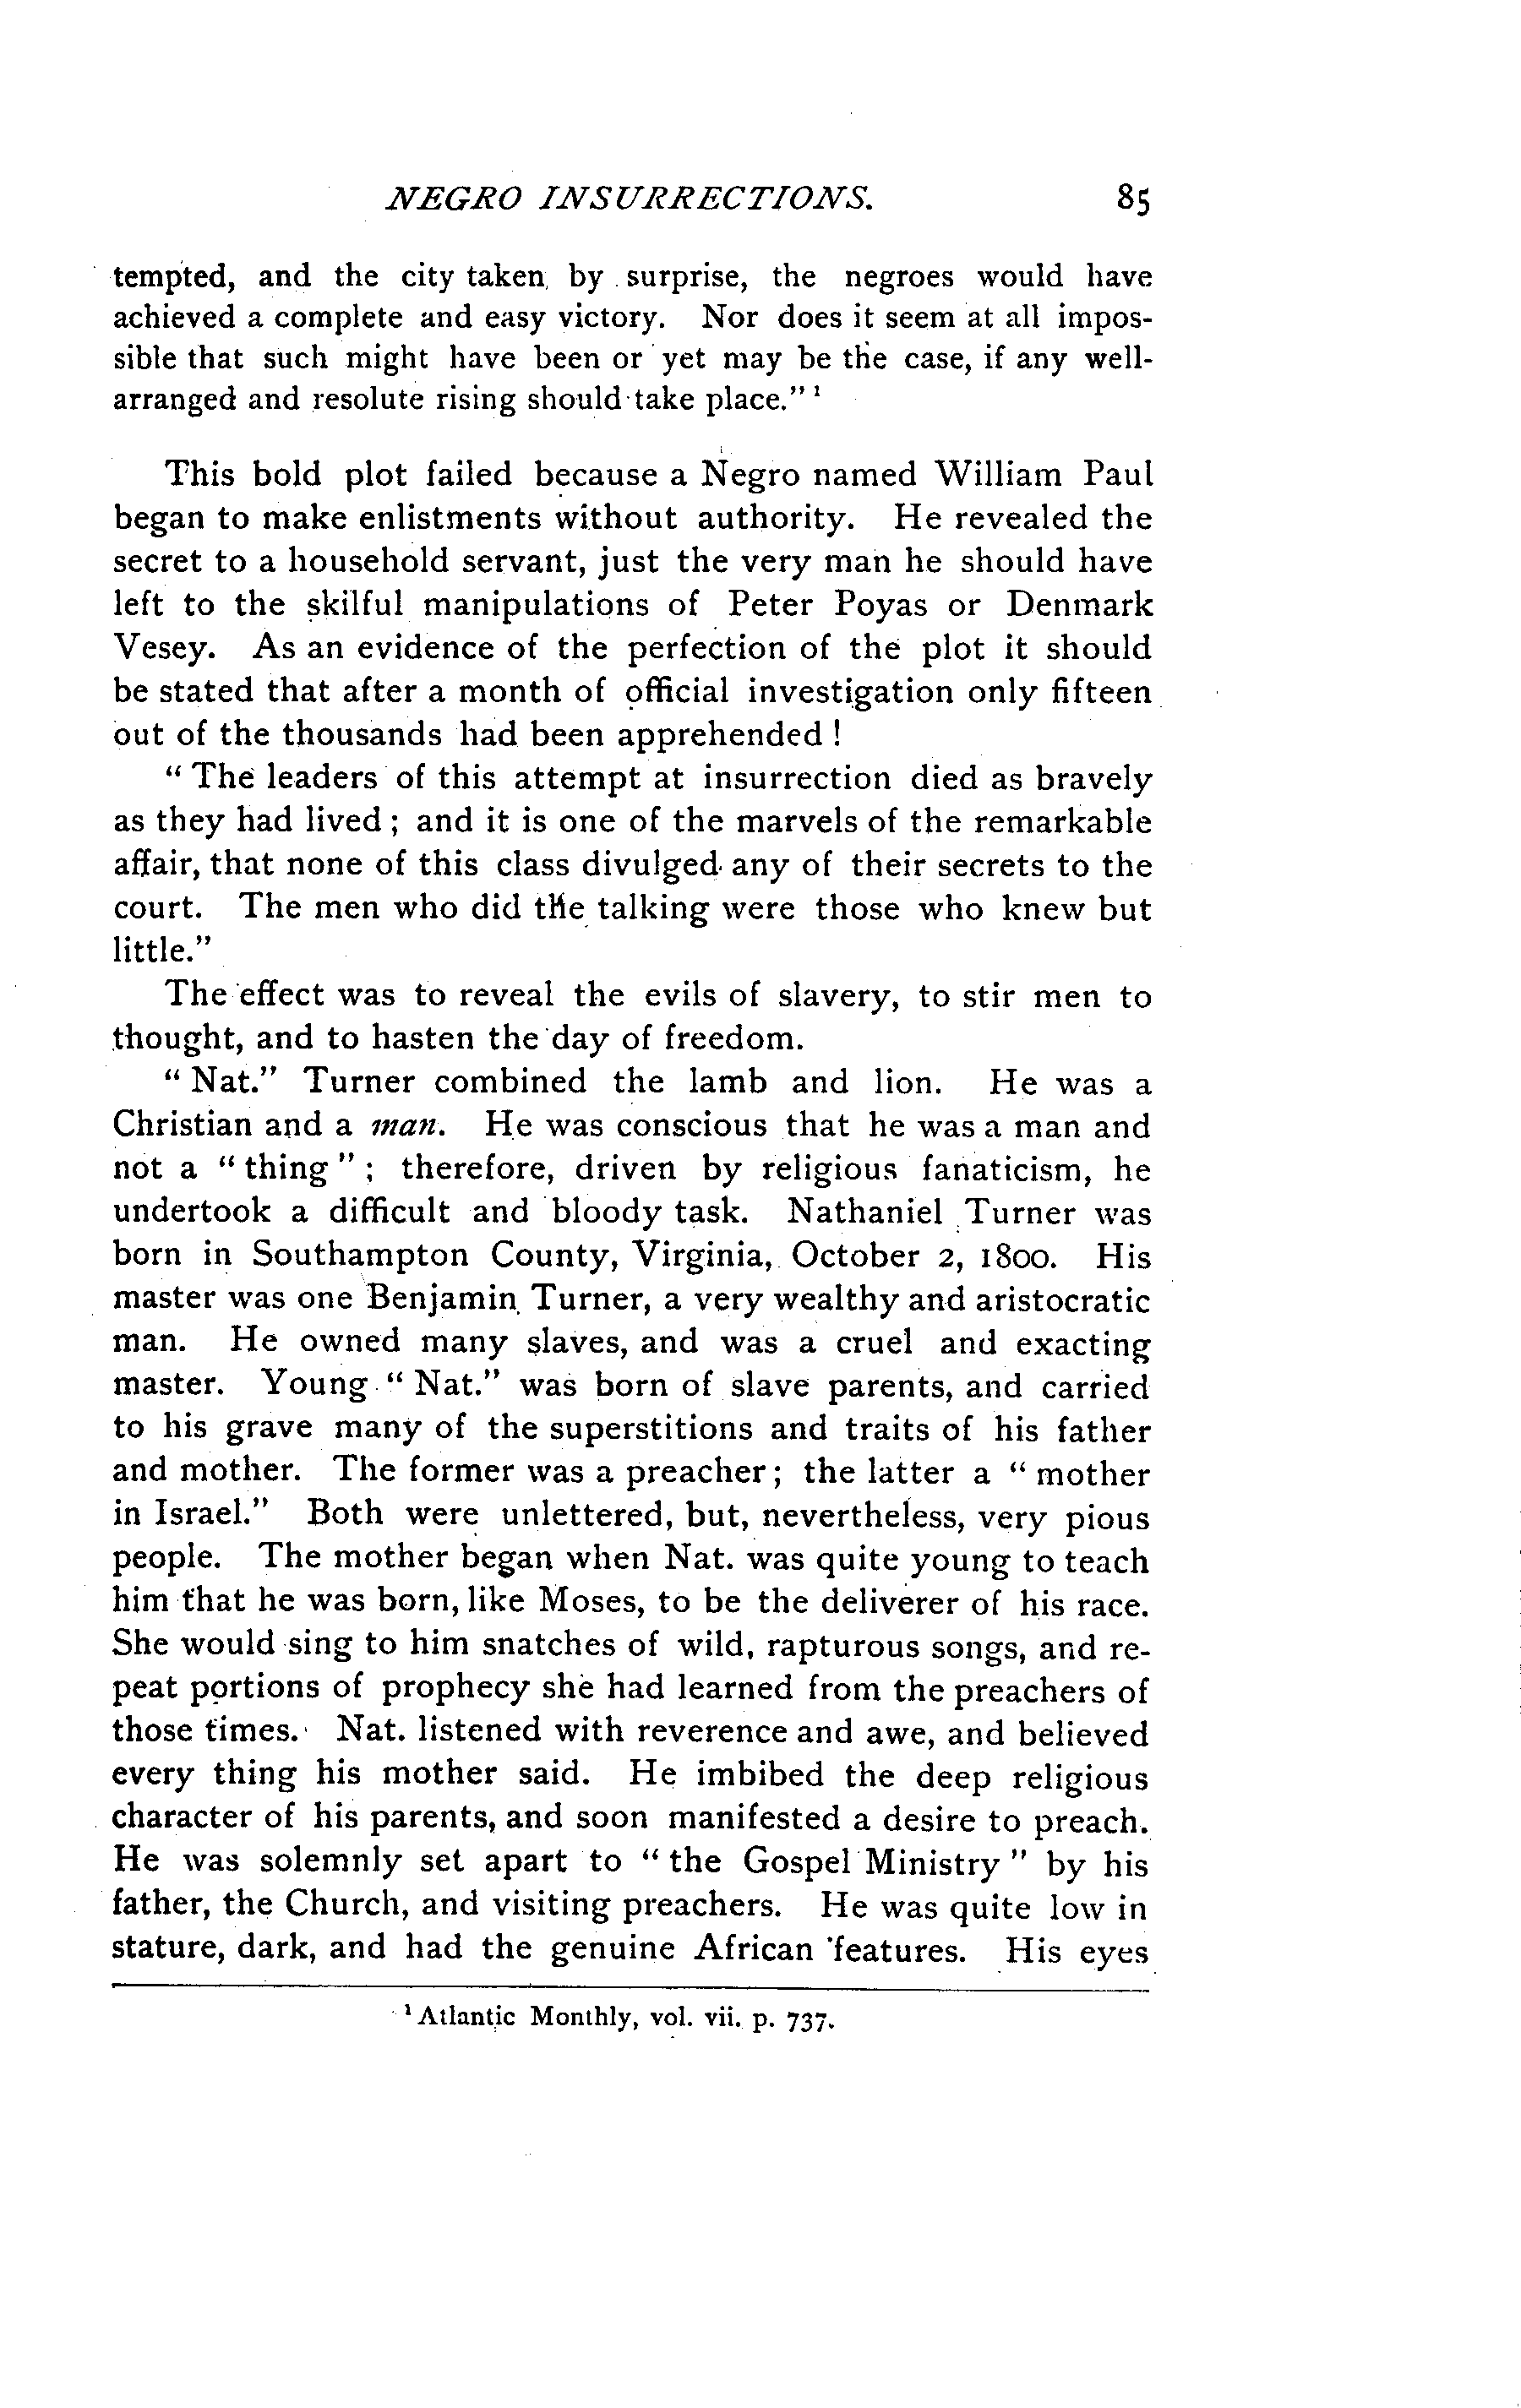 NEGRO INSURRECTIONS. 85
tempted, and the city taken by surprise, the negroes would have
achieved a complete and easy victory. Nor does it seem at all impos-
sible that such might have been or yet may be the case, if any well-
arranged and resolute rising should take place." ¹
This bold plot failed because a Negro named William Paul
began to make enlistments without authority. He revealed the
secret to a household servant, just the very man he should have
left to the skilful manipulations of Peter Poyas or Denmark
Vesey. As an evidence of the perfection of the plot it should
be stated that after a month of official investigation only fifteen
out of the thousands had been apprehended !
" The leaders of this attempt at insurrection died as bravely
as they had lived ; and it is one of the marvels of the remarkable
affair, that none of this class divulged any of their secrets to the
court. The men who did the talking were those who knew but
little."
The effect was to reveal the evils of slavery, to stir men to
thought, and to hasten the day of freedom.
" Nat." Turner combined the lamb and lion. He was a
Christian and a man. He was conscious that he was a man and
not a " thing " ; therefore, driven by religious fanaticism, he
undertook a difficult and bloody task. Nathaniel Turner was
born in Southampton County, Virginia, October 2, 1800. His
master was one Benjamin Turner, a very wealthy and aristocratic
man. He owned many slaves, and was a cruel and exacting
master. Young " Nat." was born of slave parents, and carried
to his grave many of the superstitions and traits of his father
and mother. The former was a preacher ; the latter a " mother
in Israel." Both were unlettered, but, nevertheless, very pious
people. The mother began when Nat. was quite young to teach
him that he was born, like Moses, to be the deliverer of his race.
She would sing to him snatches of wild, rapturous songs, and re-
peat portions of prophecy she had learned from the preachers of
those times. Nat. listened with reverence and awe, and believed
every thing his mother said. He imbibed the deep religious
character of his parents, and soon manifested a desire to preach.
He was solemnly set apart to " the Gospel Ministry " by his
father, the Church, and visiting preachers. He was quite low in
stature, dark, and had the genuine African features. His eyes
¹ Atlantic Monthly, vol. vii. p. 737.